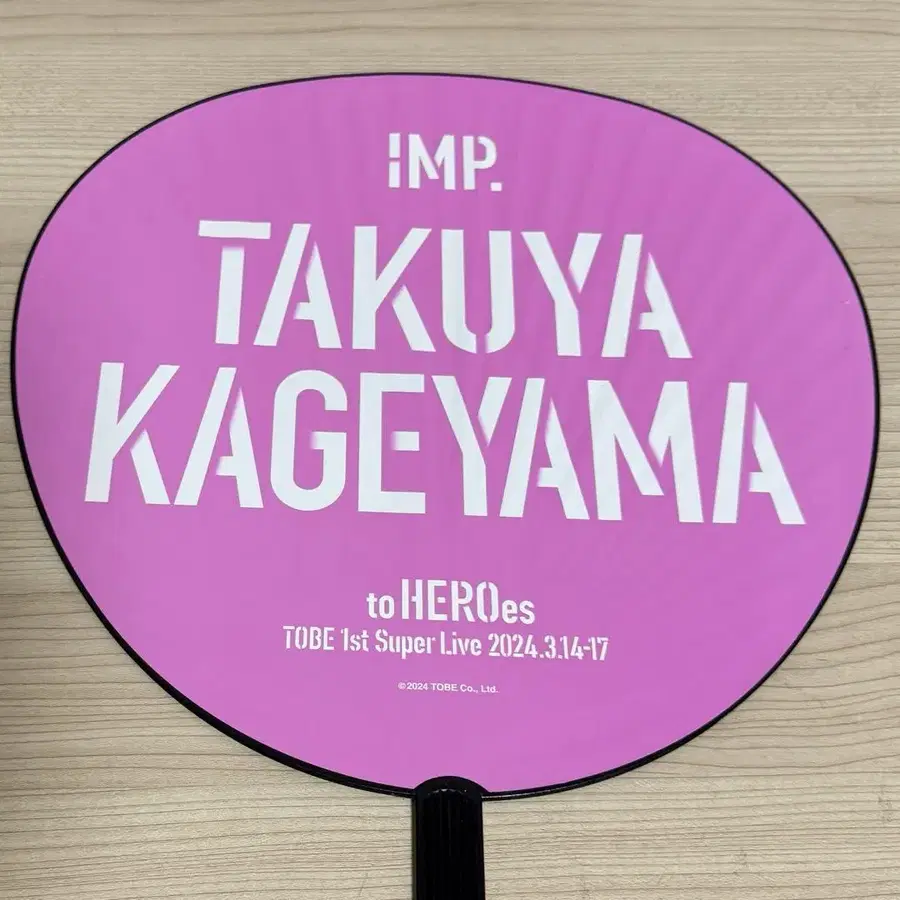 IMP.
TAKUYA
KAGEYAMA
to HEROes
TOBE 1st Super Live 2024.3.14-17
©2024 TOBE Co., Ltd.